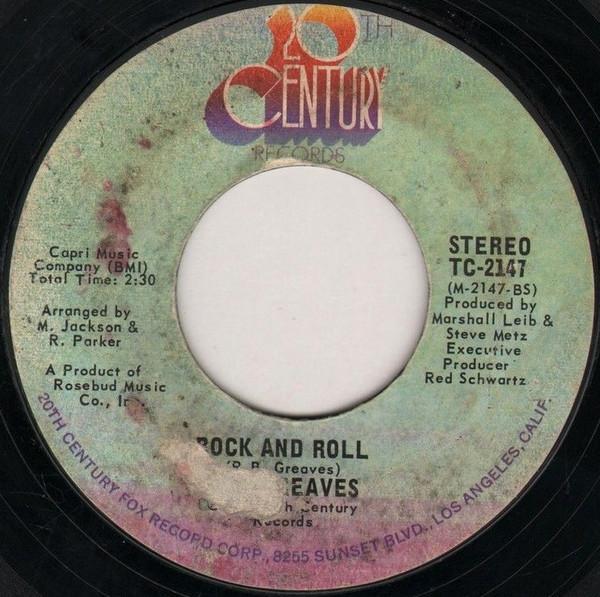 20TH
CENTURY
RECORDS
Capri Music
Company (BMI)
Total Time: 2:30
Arranged by
M. Jackson &
R. Parker
A Product of
Rosebud Music
Co.,
STEREO
TC-2147
(M-2147-BS)
Produced by
Marshall Leib &
Steve Metz
Executive
Producer
Red Schwartz
ROCK AND ROLL
(R.B. Greaves)
Century
Records
20TH CENTURY FOX RECORD CORP., 8255 SUNSET BLVD., LOS ANGELES, CALIF.